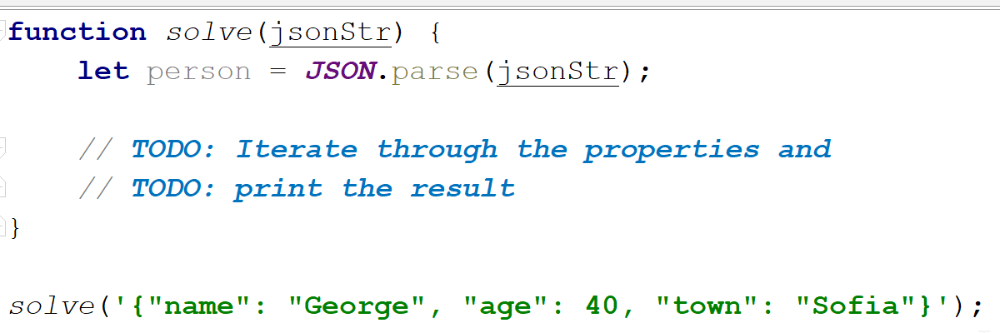 function solve(jsonStr) {
    let person = JSON.parse(jsonStr);
    // TODO: Iterate through the properties and
    // TODO: print the result
}
solve('{"name": "George", "age": 40, "town": "Sofia"}');